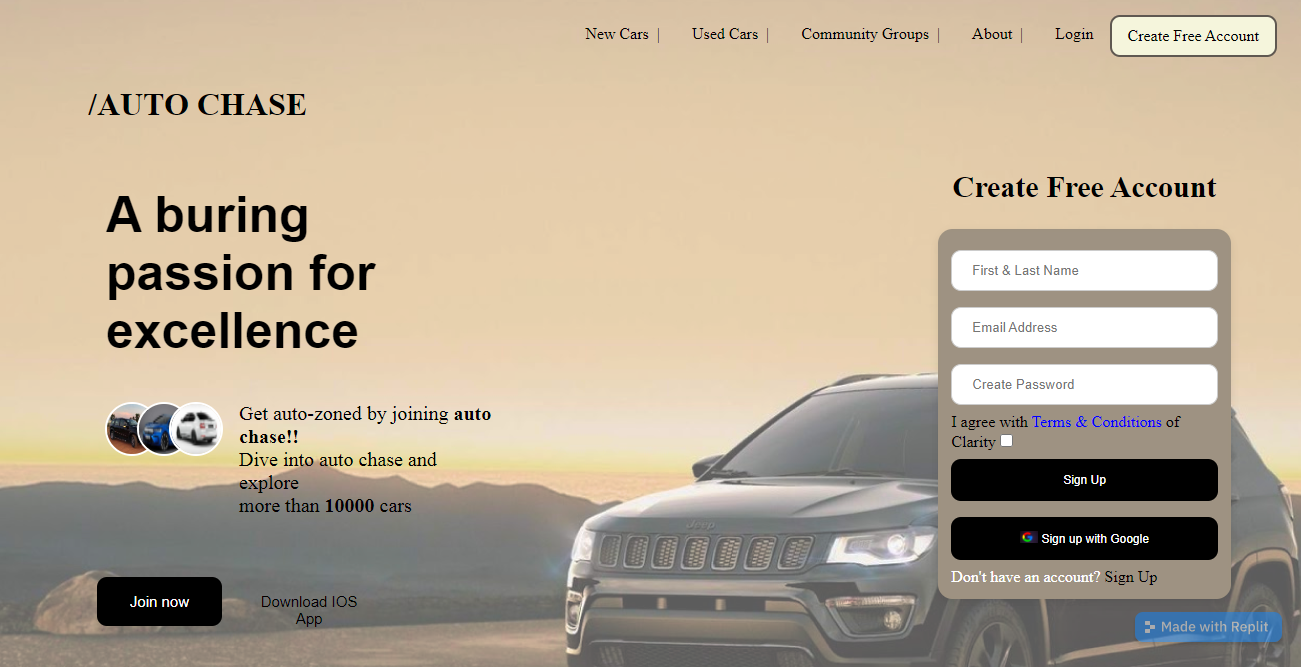 New Cars | Used Cars | Community Groups | About | Login Create Free Account
/AUTO CHASE
A buring
passion for
excellence
Get auto-zoned by joining auto
chase!!
Dive into auto chase and
explore
more than 10000 cars
Join now
Download IOS
App
Create Free Account
First & Last Name
Email Address
Create Password
I agree with Terms & Conditions of
Clarity
Sign Up
Sign up with Google
Don't have an account? Sign Up
Jeep
Made with Replit